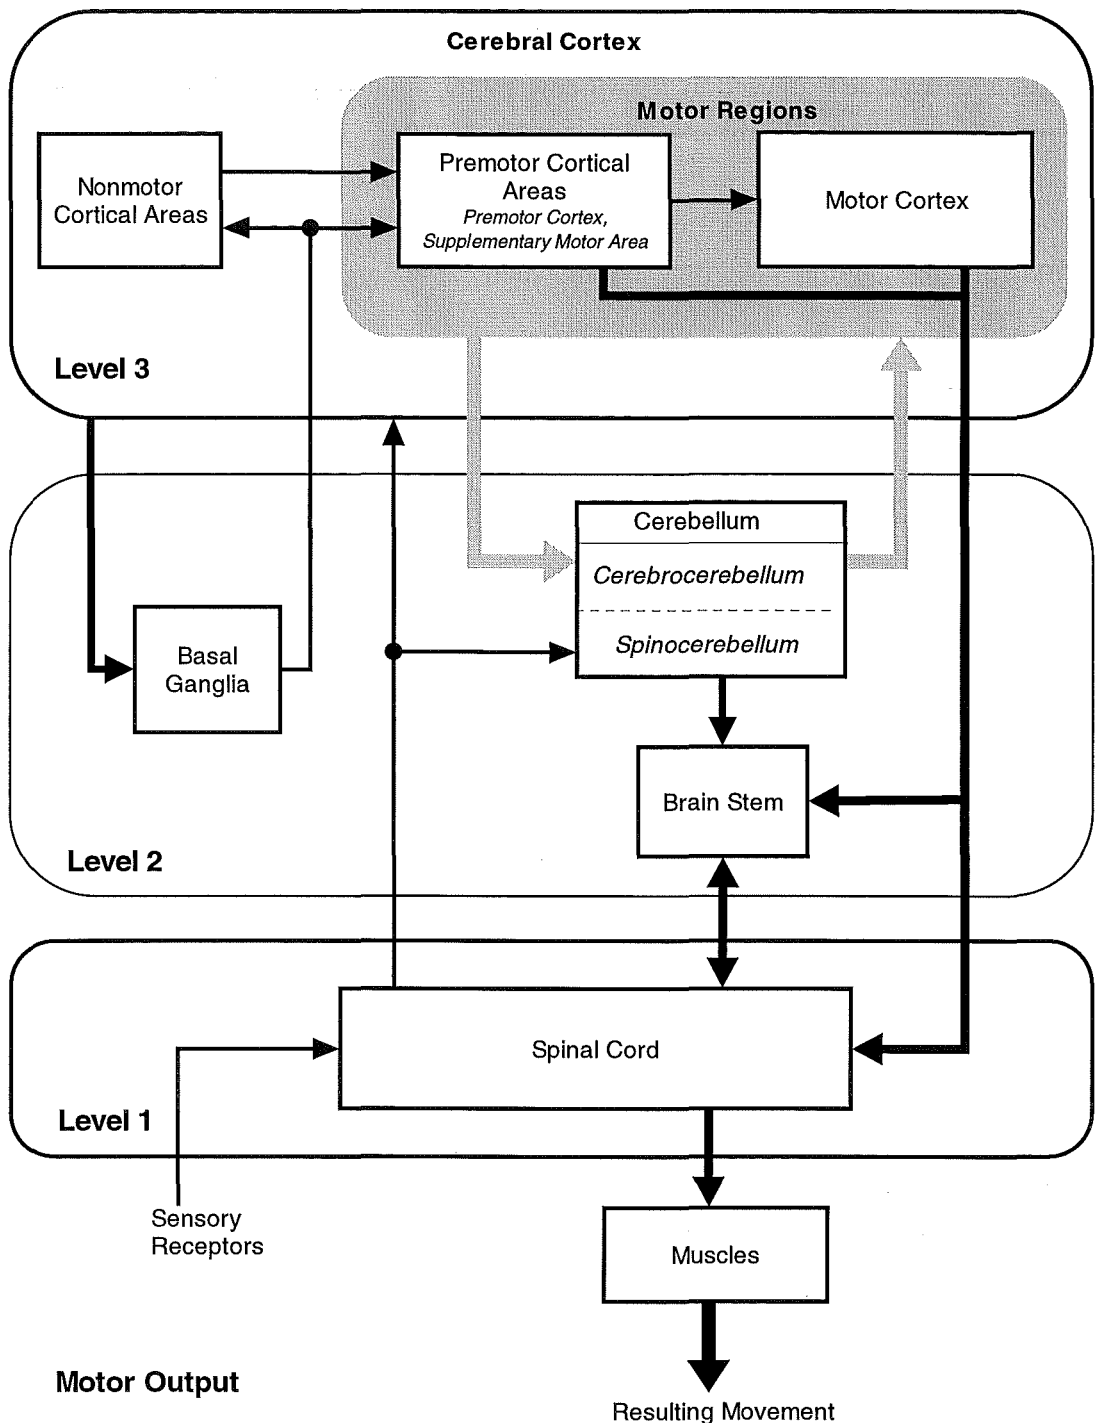 Cerebral Cortex
Motor Regions
Nonmotor
Cortical Areas
Premotor Cortical
Areas
Premotor Cortex,
Supplementary Motor Area
Motor Cortex
Level 3
Cerebellum
Cerebrocerebellum
Spinocerebellum
Basal
Ganglia
Brain Stem
Level 2
Spinal Cord
Level 1
Sensory
Receptors
Muscles
Motor Output
Resulting Movement